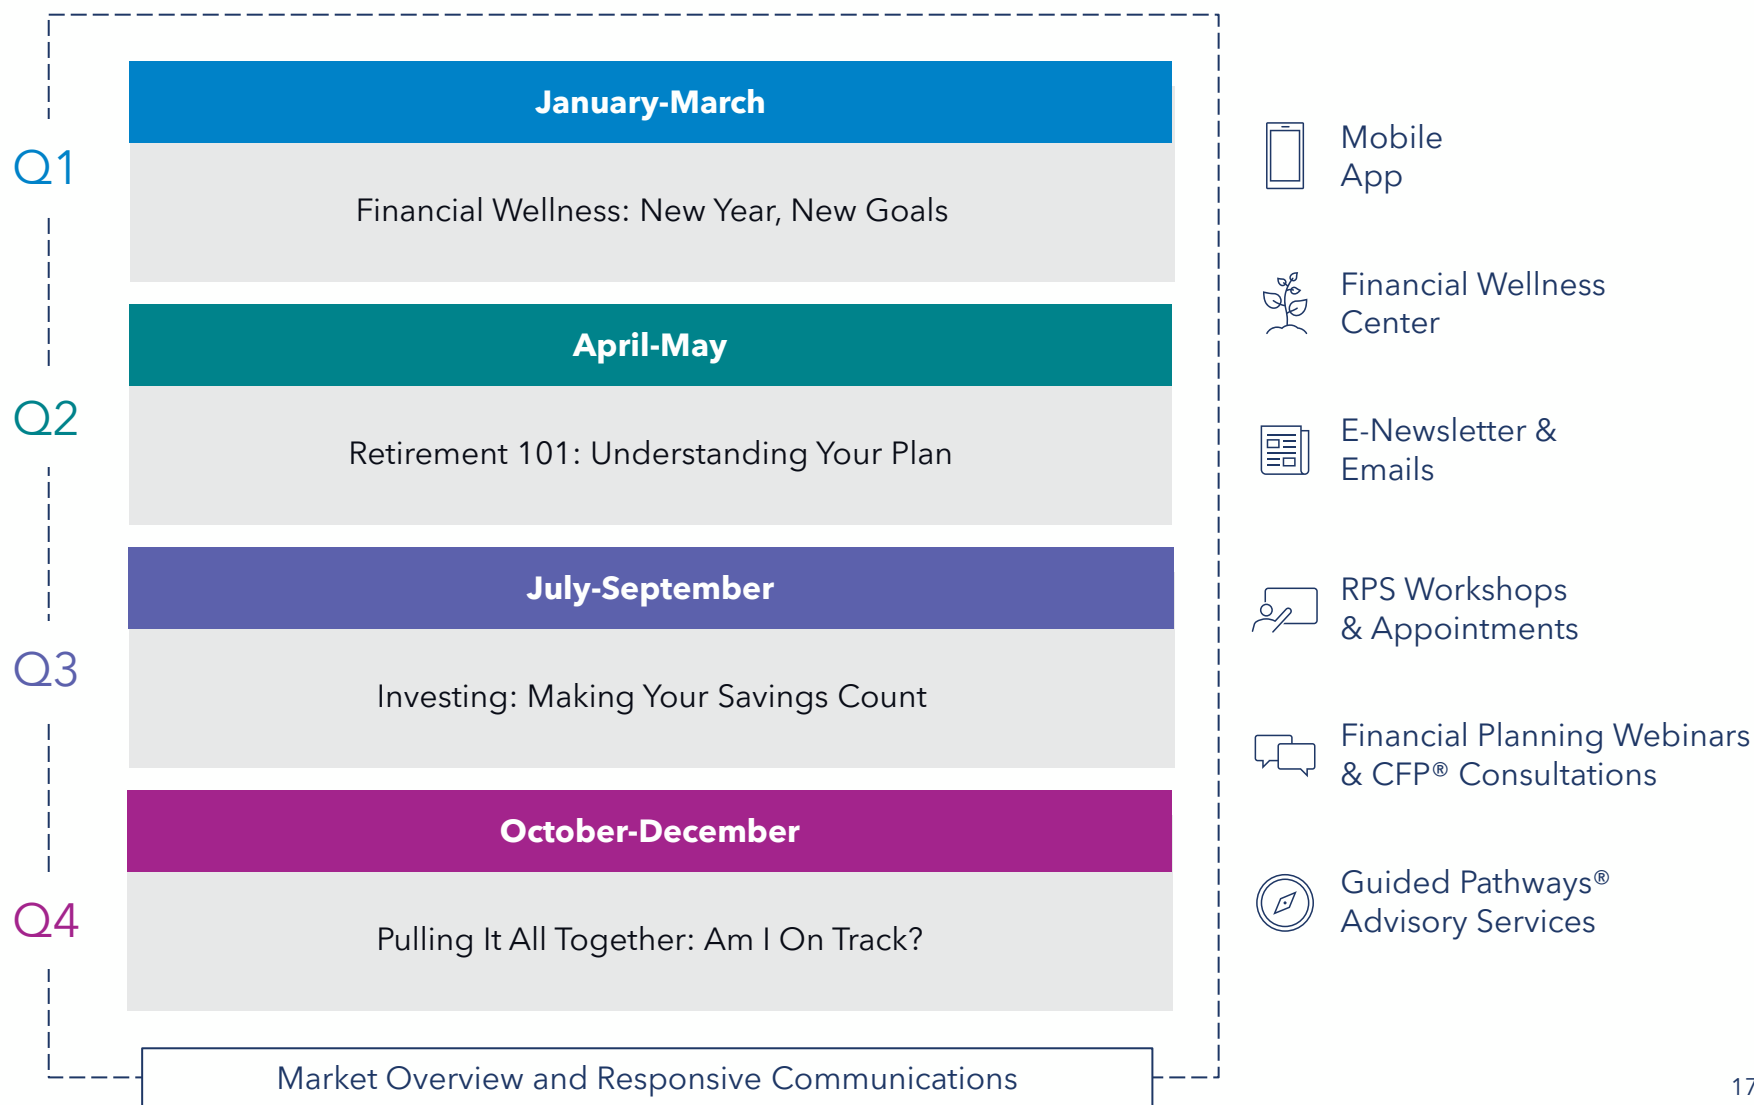 Q1
January-March
Financial Wellness: New Year, New Goals
Q2
April-May
Retirement 101: Understanding Your Plan
Q3
July-September
Investing: Making Your Savings Count
Q4
October-December
Pulling It All Together: Am I On Track?
Market Overview and Responsive Communications
Mobile
App
Financial Wellness
Center
E-Newsletter &
Emails
RPS Workshops
& Appointments
Financial Planning Webinars
& CFP® Consultations
Guided Pathways®
Advisory Services
17